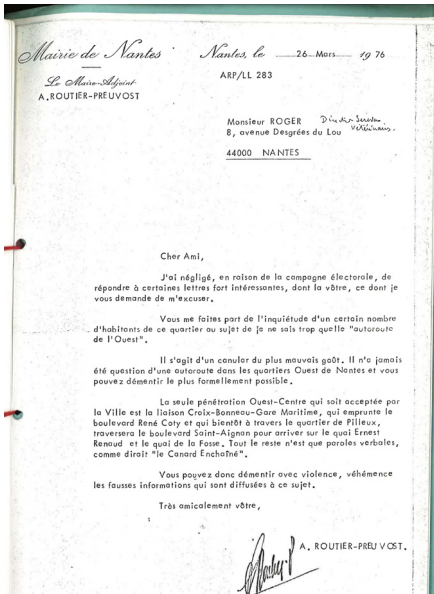 Mairie de Nantes
Nantes, le 26 Mars 1976
Le Maire-Adjoint
ARP/LL 283
A.ROUTIER-PREUVOST
Monsieur ROGER
8, avenue Desgrées du Lou
44000 NANTES
Cher Ami,
J'ai négligé, en raison de la campagne électorale, de
répondre à certaines lettres fort intéressantes, dont la vôtre, ce dont je
vous demande de m'excuser.
Vous me faites part de l'inquiétude d'un certain nombre
d'habitants de ce quartier au sujet de je ne sais trop quelle "autoroute
de l'Ouest".
Il s'agit d'un canular du plus mauvais goût. Il n'a jamais
été question d'une autoroute dans les quartiers Ouest de Nantes et vous
pouvez démentir le plus formellement possible.
La seule pénétration Ouest-Centre qui soit acceptée par
la Ville est la liaison Croix-Bonneau-Gare Maritime, qui emprunte le
boulevard René Coty et qui bientôt à travers le quartier de Pilleux,
traversera le boulevard Saint-Aignan pour arriver sur le quai Ernest
Renaud et le quai de la Fosse. Tout le reste n'est que paroles verbales,
comme dirait "le Canard Enchaîné".
Vous pouvez donc démentir avec violence, véhémence
les fausses informations qui sont diffusées à ce sujet.
Très amicalement vôtre,
A. ROUTIER-PREUVOST.